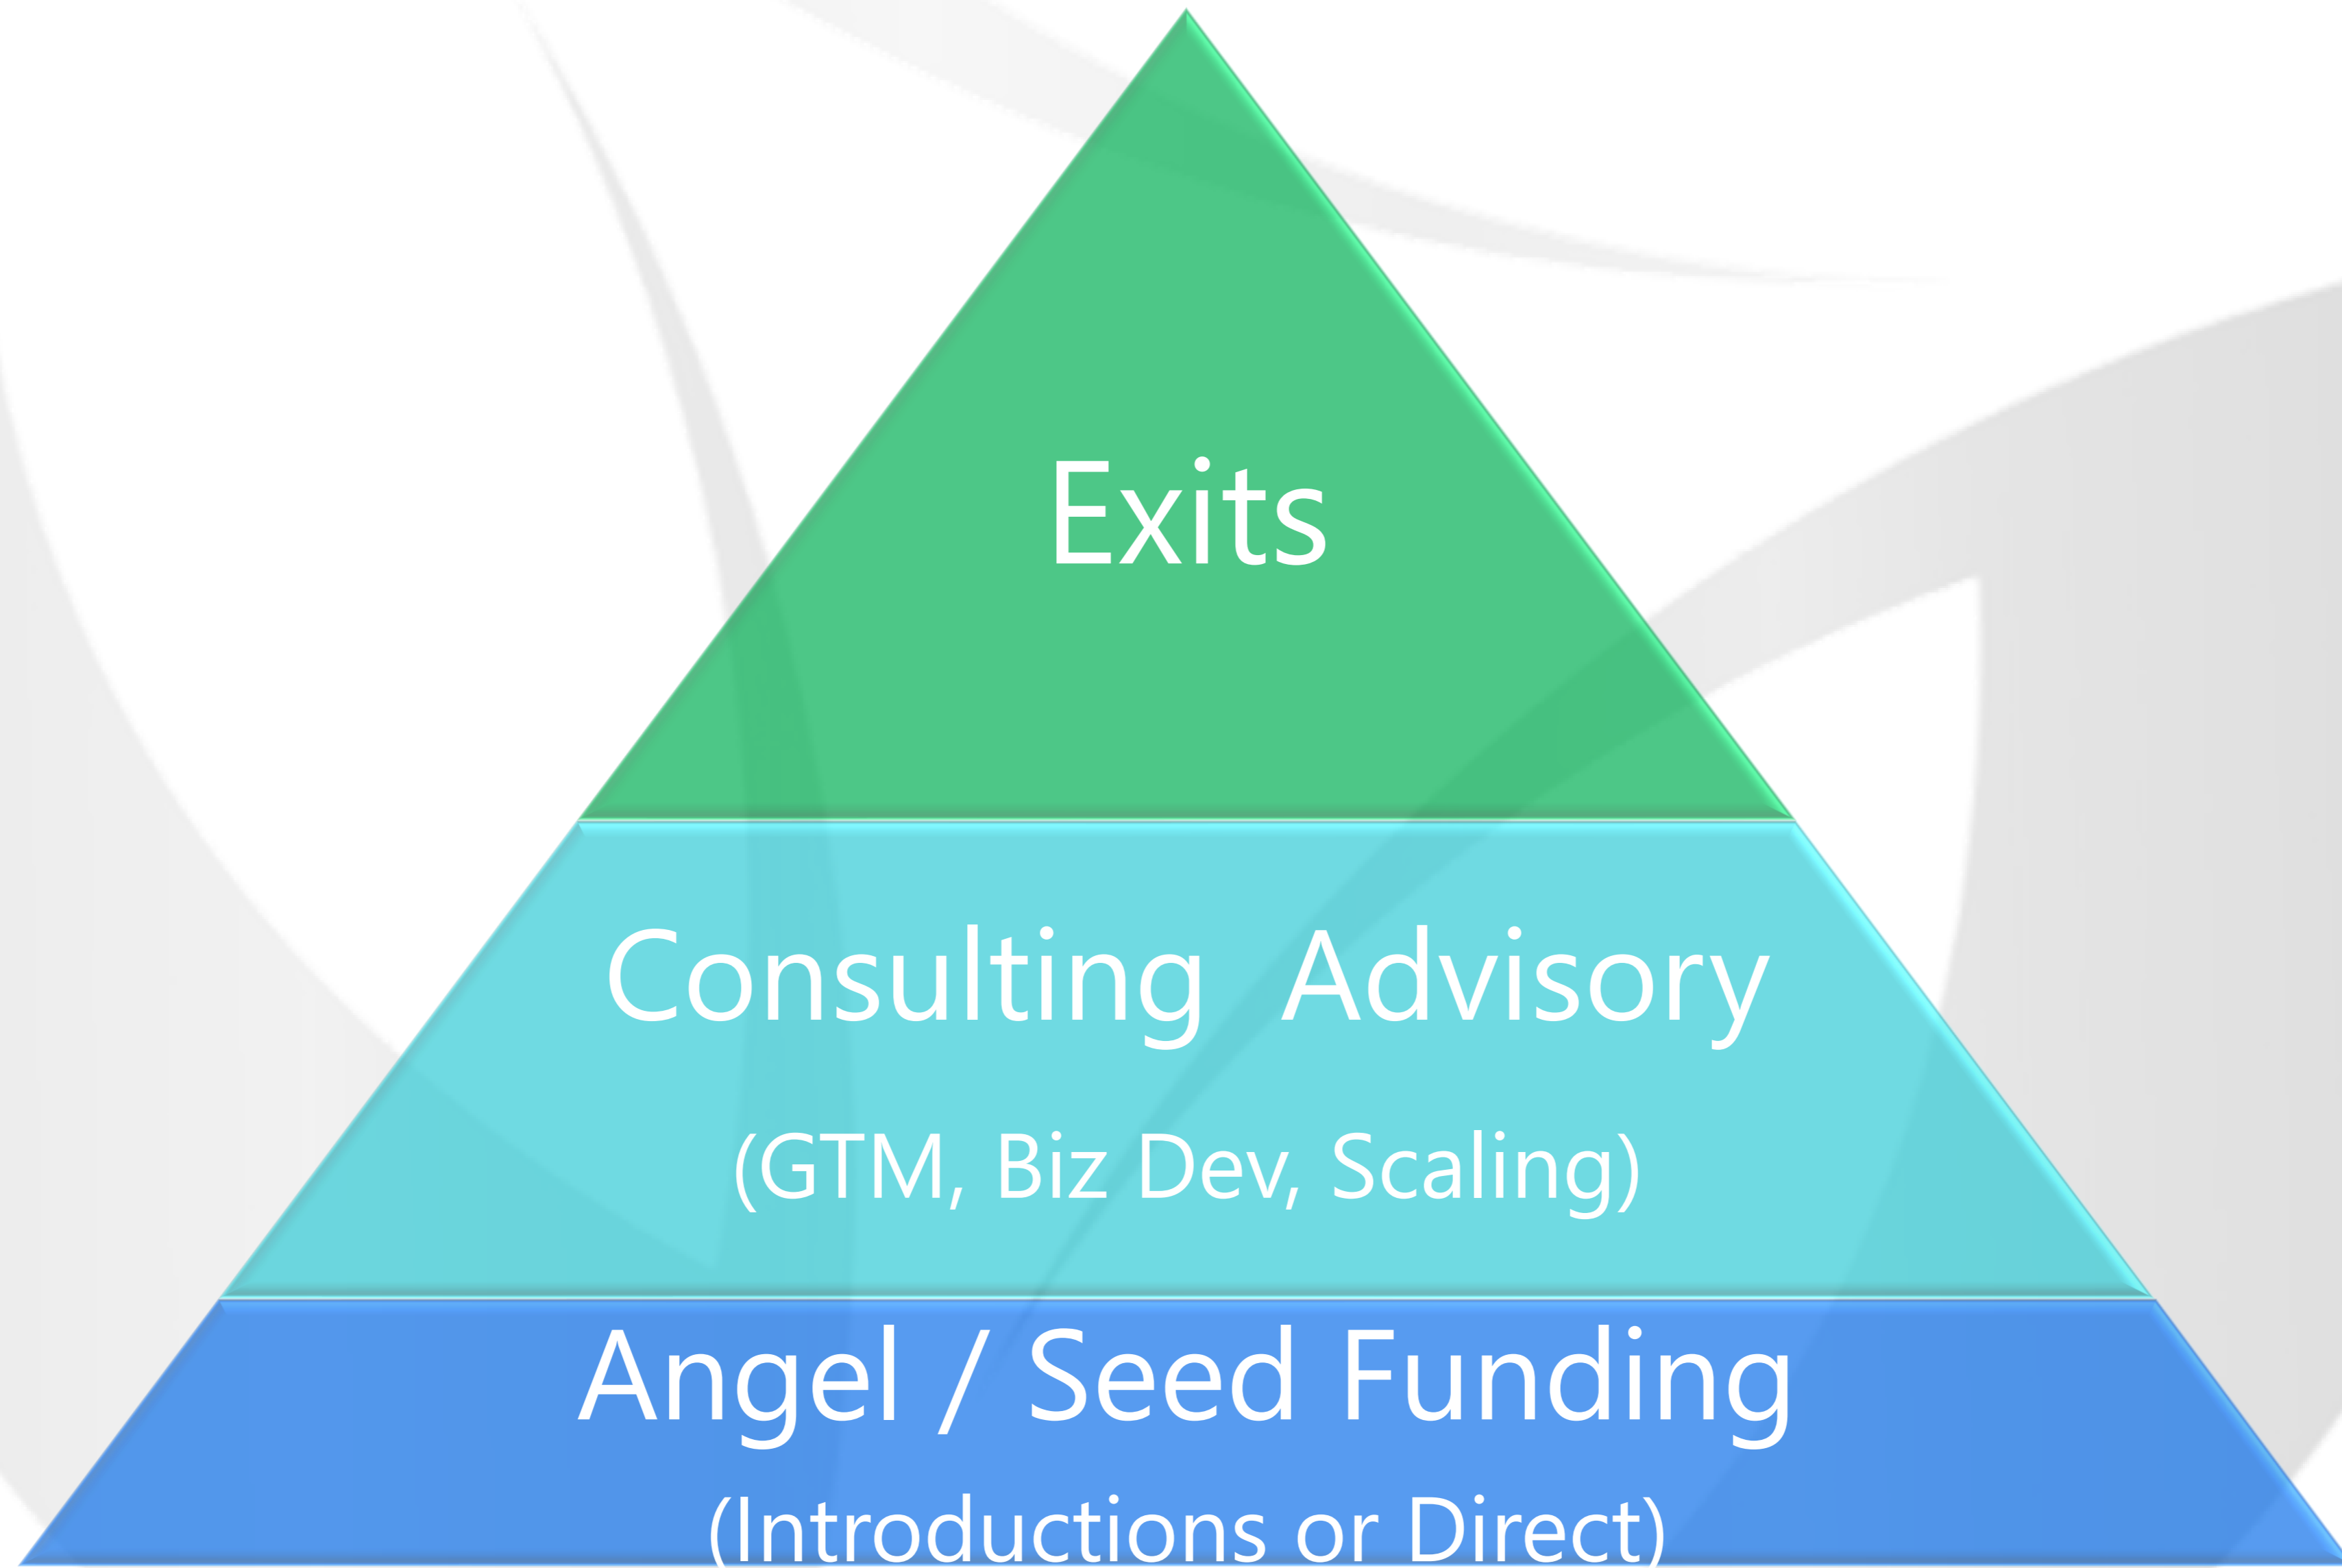 Exits
Consulting  Advisory
(GTM, Biz Dev, Scaling)
Angel / Seed Funding
(Introductions or Direct)